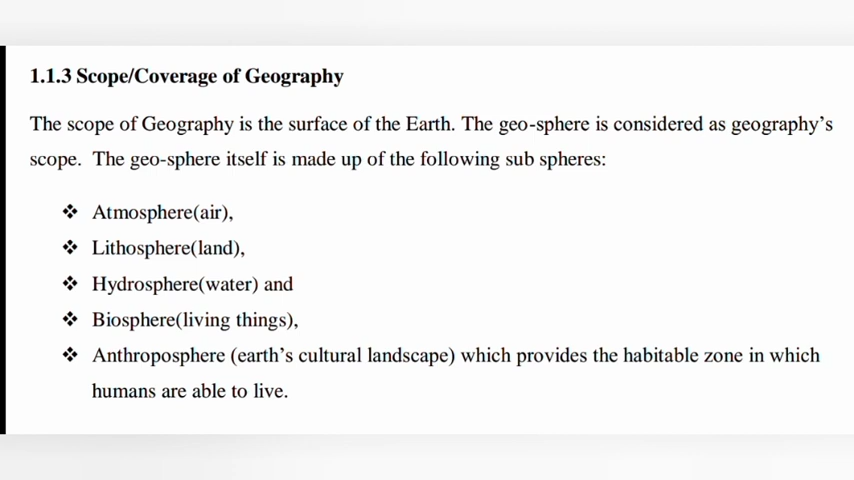 1.1.3 Scope/Coverage of Geography
The scope of Geography is the surface of the Earth. The geo-sphere is considered as geography's
scope.  The geo-sphere itself is made up of the following sub spheres:
❖ Atmosphere(air),
❖ Lithosphere(land),
❖ Hydrosphere(water) and
❖ Biosphere(living things),
❖ Anthroposphere (earth's cultural landscape) which provides the habitable zone in which
humans are able to live.